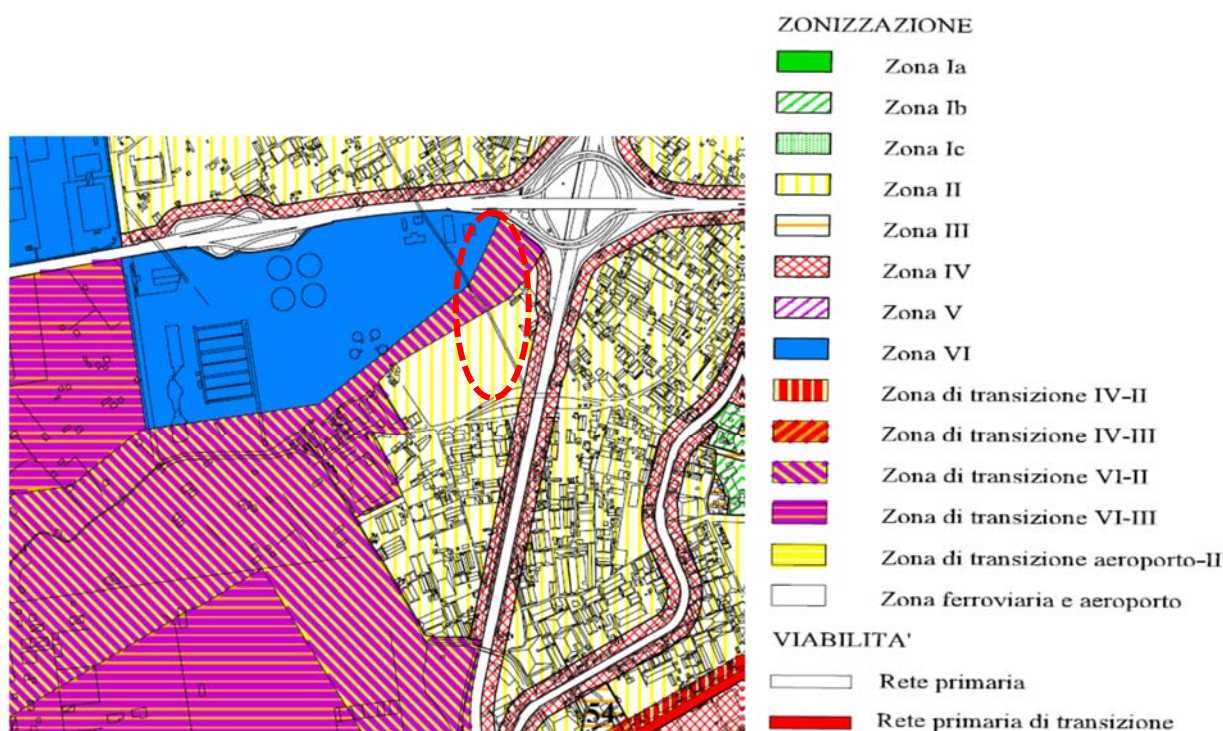 ZONIZZAZIONE
Zona Ia
Zona Ib
Zona Ic
Zona II
Zona III
Zona IV
Zona V
Zona VI
Zona di transizione IV-II
Zona di transizione IV-III
Zona di transizione VI-II
Zona di transizione VI-III
Zona di transizione aeroporto-II
Zona ferroviaria e aeroporto
VIABILITA'
Rete primaria
Rete primaria di transizione
54